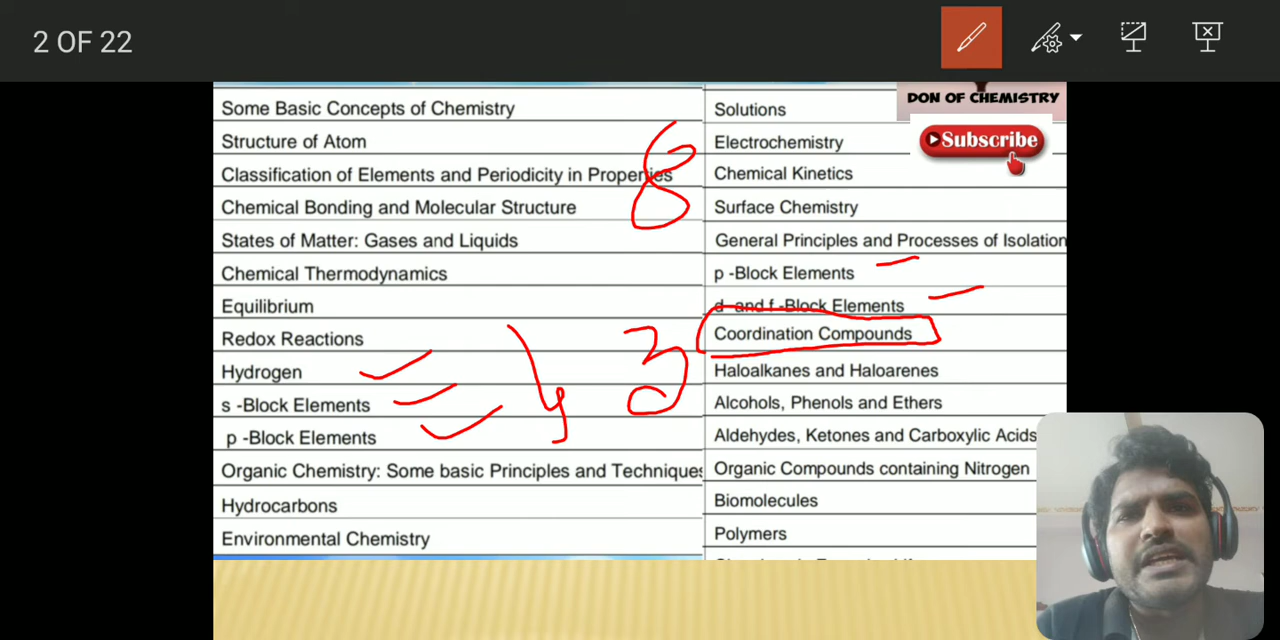 2 OF 22
Some Basic Concepts of Chemistry
Structure of Atom
Classification of Elements and Periodicity in Properties
Chemical Bonding and Molecular Structure
States of Matter: Gases and Liquids
Chemical Thermodynamics
Equilibrium
Redox Reactions
Hydrogen
s -Block Elements
p -Block Elements
Organic Chemistry: Some basic Principles and Techniques
Hydrocarbons
Environmental Chemistry
8
Solutions
Electrochemistry
Chemical Kinetics
Surface Chemistry
General Principles and Processes of Isolation
p -Block Elements
d- and f -Block Elements
Coordination Compounds
Haloalkanes and Haloarenes
Alcohols, Phenols and Ethers
Aldehydes, Ketones and Carboxylic Acids
Organic Compounds containing Nitrogen
Biomolecules
Polymers
DON OF CHEMISTRY
Subscribe